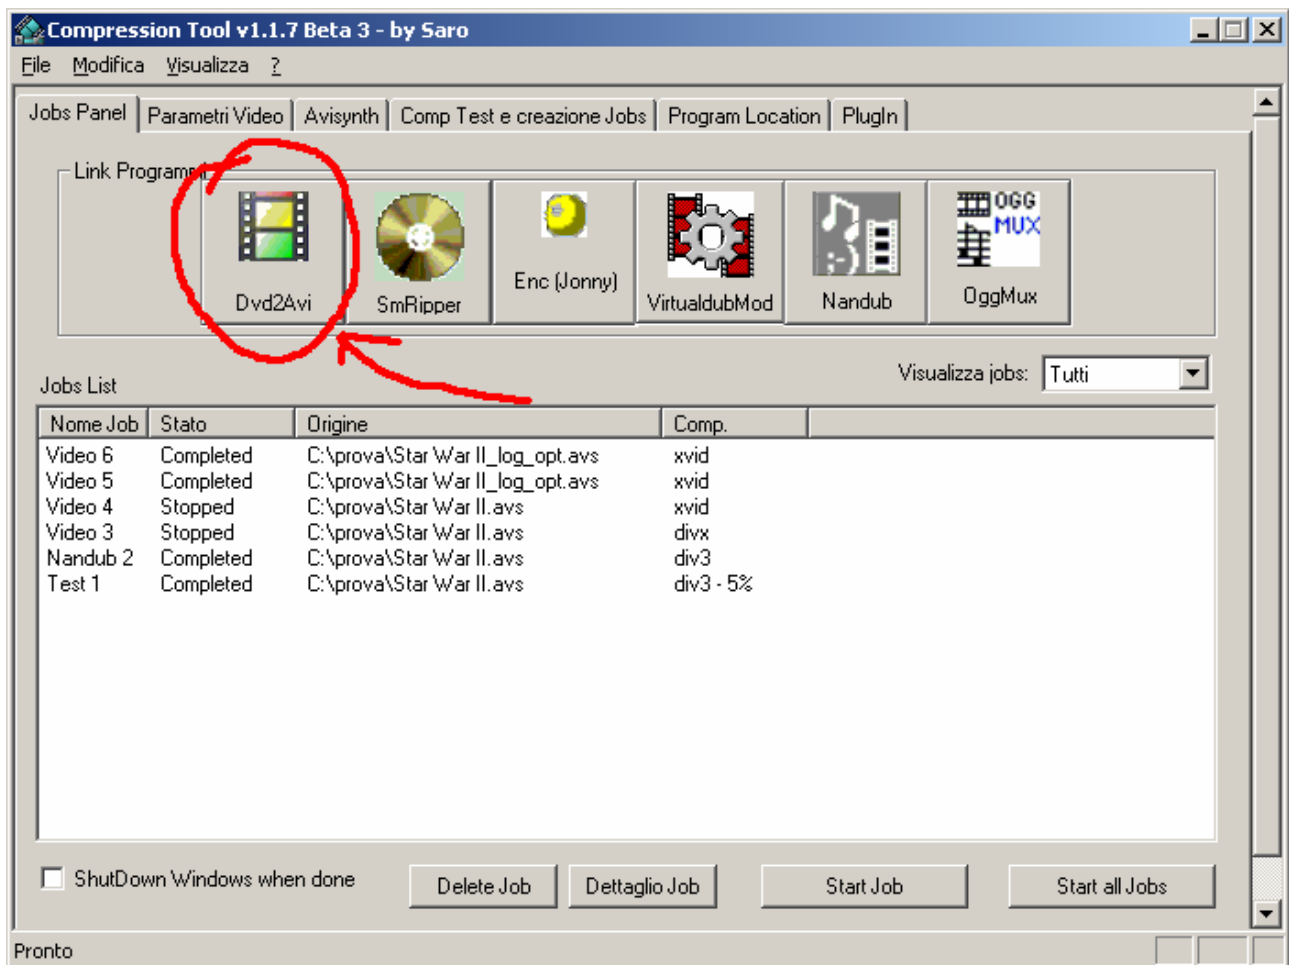 Compression Tool v1.1.7 Beta 3 - by Saro
File Modifica Visualizza ?
Jobs Panel Parametri Video Avisynth Comp Test e creazione Jobs Program Location PlugIn
Link Programmi
OGG MUX
Dvd2Avi SmRipper Enc (Jonny) VirtualdubMod Nandub OggMux
Visualizza jobs: Tutti
Jobs List
Nome Job Stato Origine Comp.
Video 6 Completed C:\prova\Star War II_log_opt.avs xvid
Video 5 Completed C:\prova\Star War II_log_opt.avs xvid
Video 4 Stopped C:\prova\Star War II.avs xvid
Video 3 Stopped C:\prova\Star War II.avs divx
Nandub 2 Completed C:\prova\Star War II.avs div3
Test 1 Completed C:\prova\Star War II.avs div3 - 5%
ShutDown Windows when done Delete Job Dettaglio Job Start Job Start all Jobs
Pronto